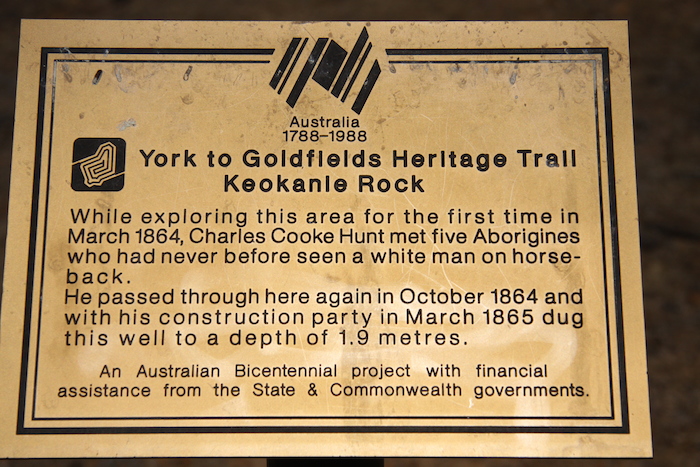 Australia
1788–1988
York to Goldfields Heritage Trail
Keokanie Rock
While exploring this area for the first time in
March 1864, Charles Cooke Hunt met five Aborigines
who had never before seen a white man on horse-
back.
He passed through here again in October 1864 and
with his construction party in March 1865 dug
this well to a depth of 1.9 metres.
An Australian Bicentennial project with financial
assistance from the State & Commonwealth governments.